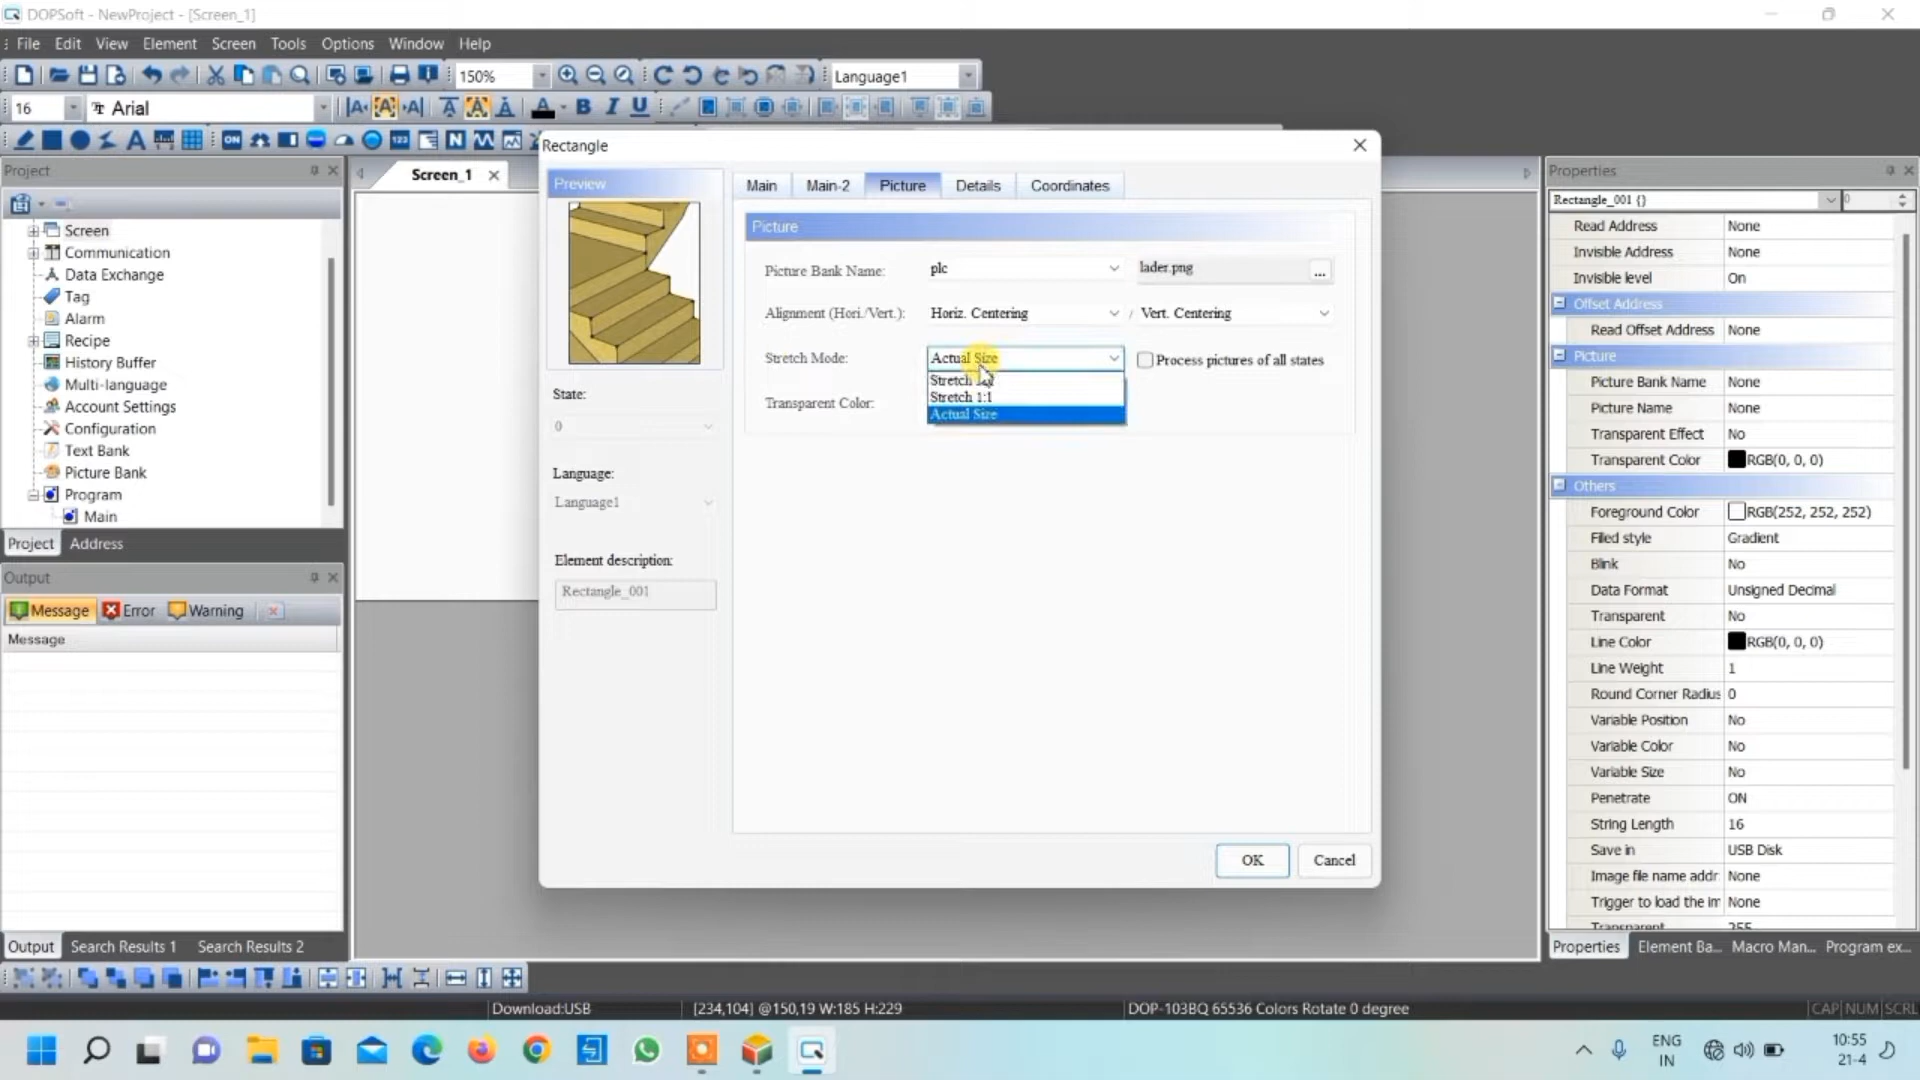 DOPSoft - NewProject - [Screen_1]
File Edit View Element Screen Tools Options Window Help
150%
Language1
16
Arial
ON
123
N
Project
Screen
Communication
Data Exchange
Tag
Alarm
Recipe
History Buffer
Multi-language
Account Settings
Configuration
Text Bank
Picture Bank
Program
Main
Project Address
Output
Message Error Warning
Message
Output Search Results 1 Search Results 2
Screen_1
Rectangle
Preview
State:
0
Language:
Language1
Element description:
Rectangle_001
Main Main-2 Picture Details Coordinates
Picture
Picture Bank Name: plc lader.png ...
Alignment (Hori./Vert.): Horiz. Centering / Vert. Centering
Stretch Mode: Actual Size Process pictures of all states
Stretch
Stretch 1:1
Actual Size
Transparent Color:
OK Cancel
Properties
Rectangle_001 {} 0
Read Address None
Invisible Address None
Invisible level On
Offset Address
Read Offset Address None
Picture
Picture Bank Name None
Picture Name None
Transparent Effect No
Transparent Color RGB(0, 0, 0)
Others
Foreground Color RGB(252, 252, 252)
Filled style Gradient
Blink No
Data Format Unsigned Decimal
Transparent No
Line Color RGB(0, 0, 0)
Line Weight 1
Round Corner Radius 0
Variable Position No
Variable Color No
Variable Size No
Penetrate ON
String Length 16
Save in USB Disk
Image file name addr None
Trigger to load the im None
Transparent 255
Properties Element Ba... Macro Man... Program ex...
Download:USB [234,104] @150,19 W:185 H:229 DOP-103BQ 65536 Colors Rotate 0 degree CAP NUM SCRL
ENG
IN
10:55
21-4